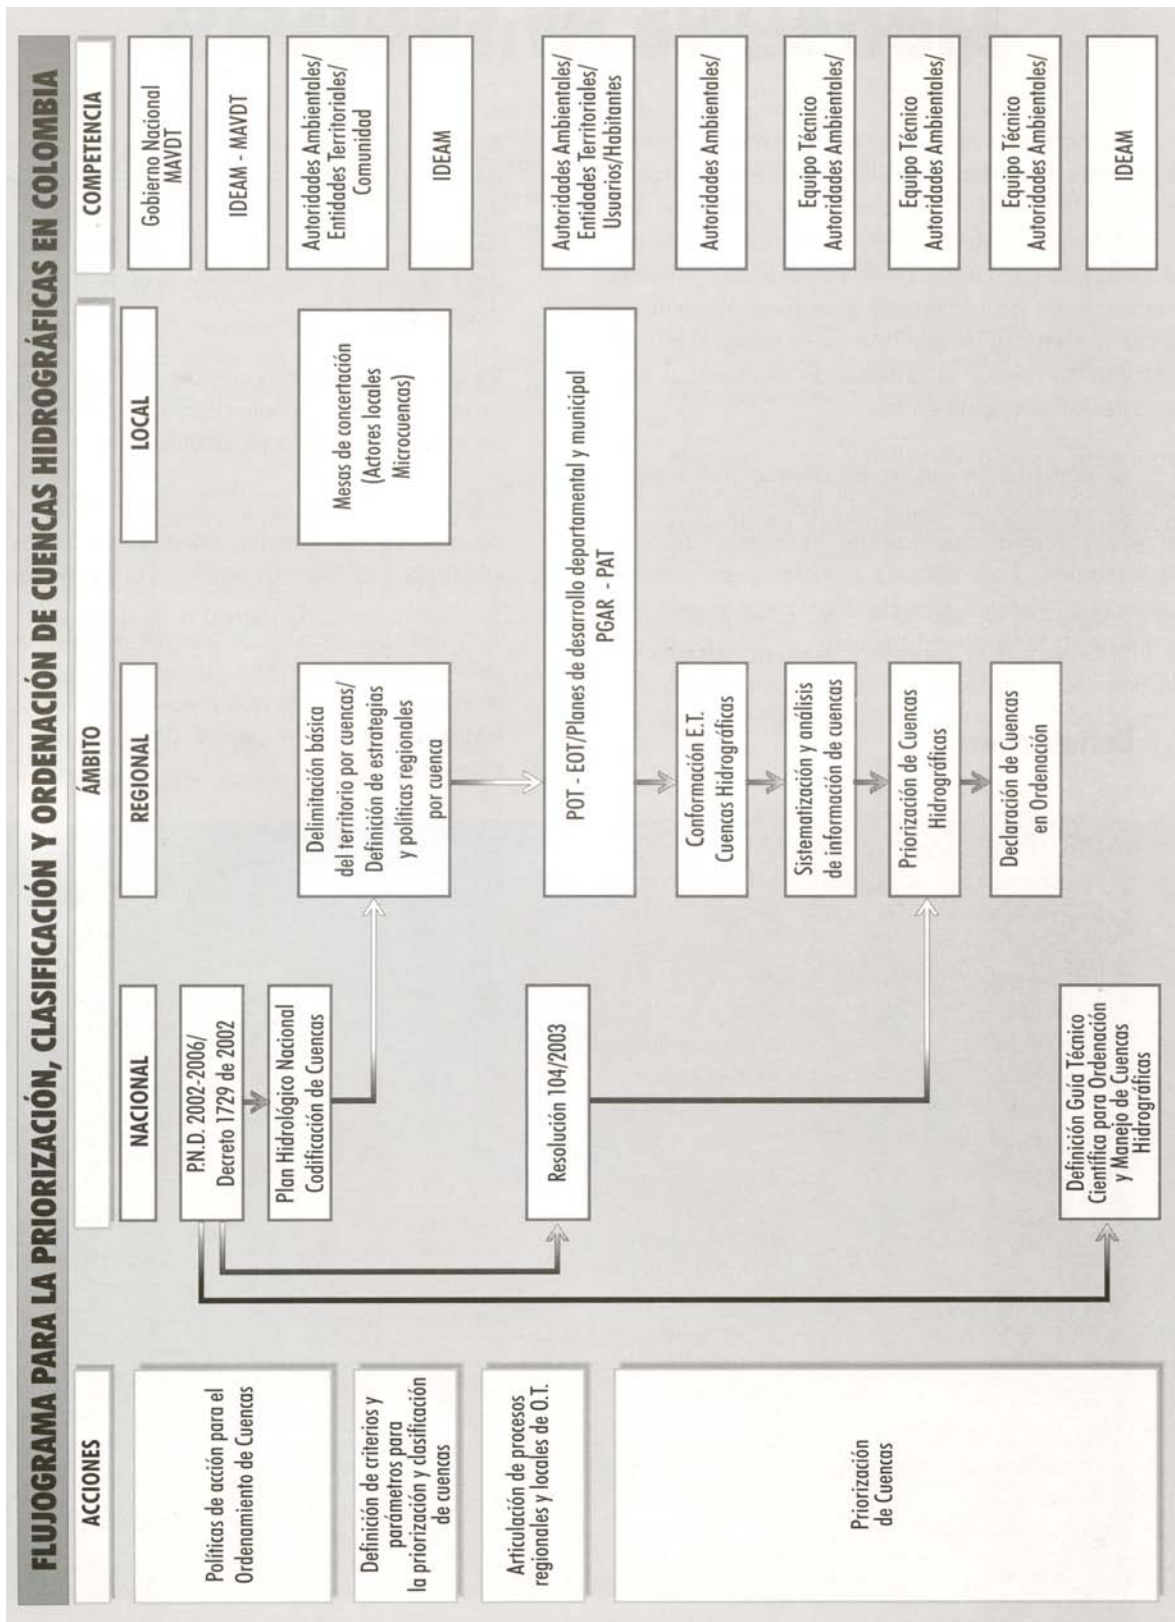 FLUJOGRAMA PARA LA PRIORIZACIÓN, CLASIFICACIÓN Y ORDENACIÓN DE CUENCAS HIDROGRÁFICAS EN COLOMBIA
ACCIONES
ÁMBITO
COMPETENCIA
NACIONAL
REGIONAL
LOCAL
Políticas de acción para el
Ordenamiento de Cuencas
P.N.D. 2002-2006/
Decreto 1729 de 2002
Gobierno Nacional
MAVDT
Plan Hidrológico Nacional
Codificación de Cuencas
IDEAM - MAVDT
Definición de criterios y
parámetros para
la priorización y clasificación
de cuencas
Delimitación básica
del territorio por cuencas/
Definición de estrategias
y políticas regionales
por cuenca
Mesas de concertación
(Actores locales
Microcuencas)
Autoridades Ambientales/
Entidades Territoriales/
Comunidad
IDEAM
Articulación de procesos
regionales y locales de O.T.
Resolución 104/2003
POT - EOT/Planes de desarrollo departamental y municipal
PGAR - PAT
Autoridades Ambientales/
Entidades Territoriales/
Usuarios/Habitantes
Priorización
de Cuencas
Conformación E.T.
Cuencas Hidrográficas
Autoridades Ambientales/
Sistematización y análisis
de información de cuencas
Equipo Técnico
Autoridades Ambientales/
Priorización de Cuencas
Hidrográficas
Equipo Técnico
Autoridades Ambientales/
Declaración de Cuencas
en Ordenación
Equipo Técnico
Autoridades Ambientales/
Definición Guía Técnico
Científica para Ordenación
y Manejo de Cuencas
Hidrográficas
IDEAM